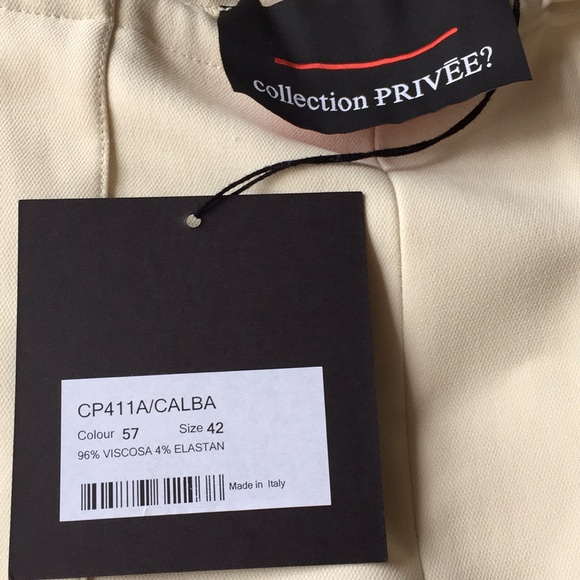 collection PRIVĒE?
CP411A/CALBA
Colour 57 Size 42
96% VISCOSA 4% ELASTAN
Made in Italy